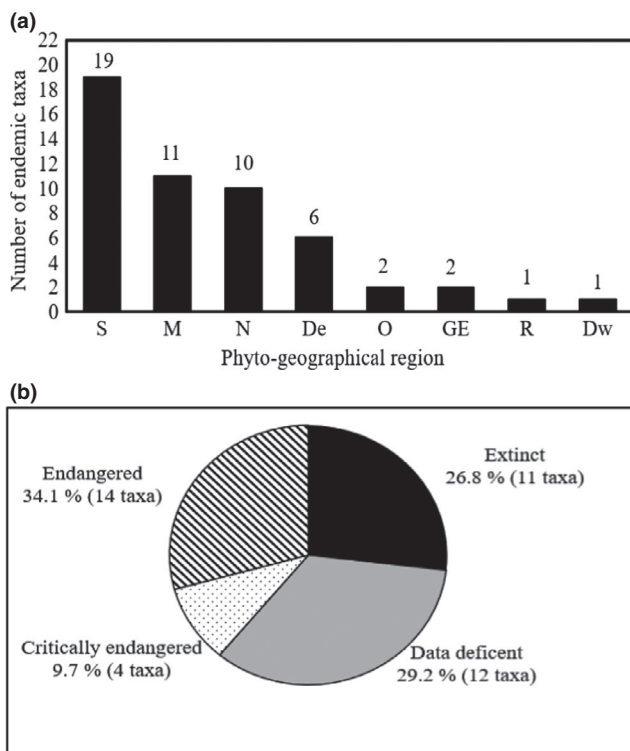 (a)
22
20
18
16
14
12
10
8
6
4
2
0
Number of endemic taxa
19
11
10
6
2
2
1
1
S M N De O GE R Dw
Phyto-geographical region
(b)
Endangered
34.1 % (14 taxa)
Extinct
26.8 % (11 taxa)
Critically endangered
9.7 % (4 taxa)
Data deficent
29.2 % (12 taxa)